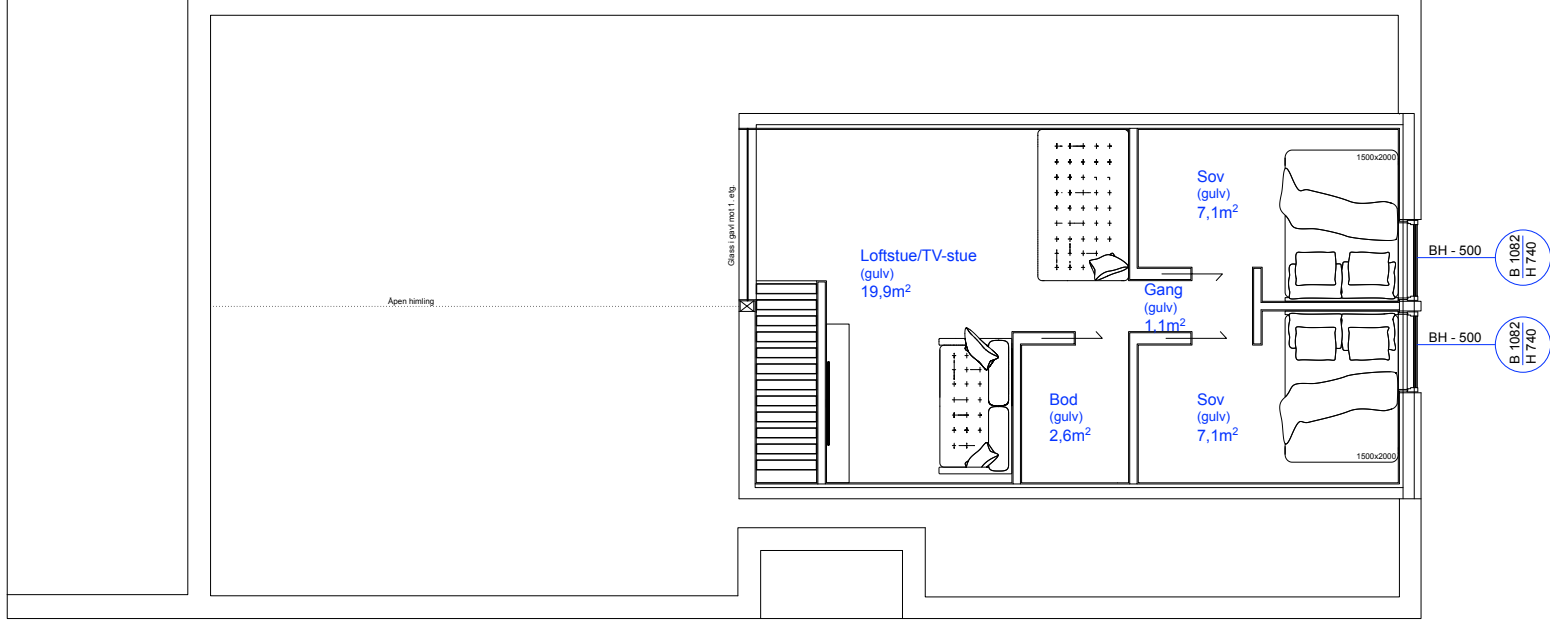 1500x2000
Sov
(gulv)
7,1m²
Glass i gavl mot 1. etg.
Loftstue/TV-stue
(gulv)
19,9m²
BH - 500
B 1082
H 740
Åpen himling
Gang
(gulv)
1,1m²
BH - 500
B 1082
H 740
Bod
(gulv)
2,6m²
Sov
(gulv)
7,1m²
1500x2000